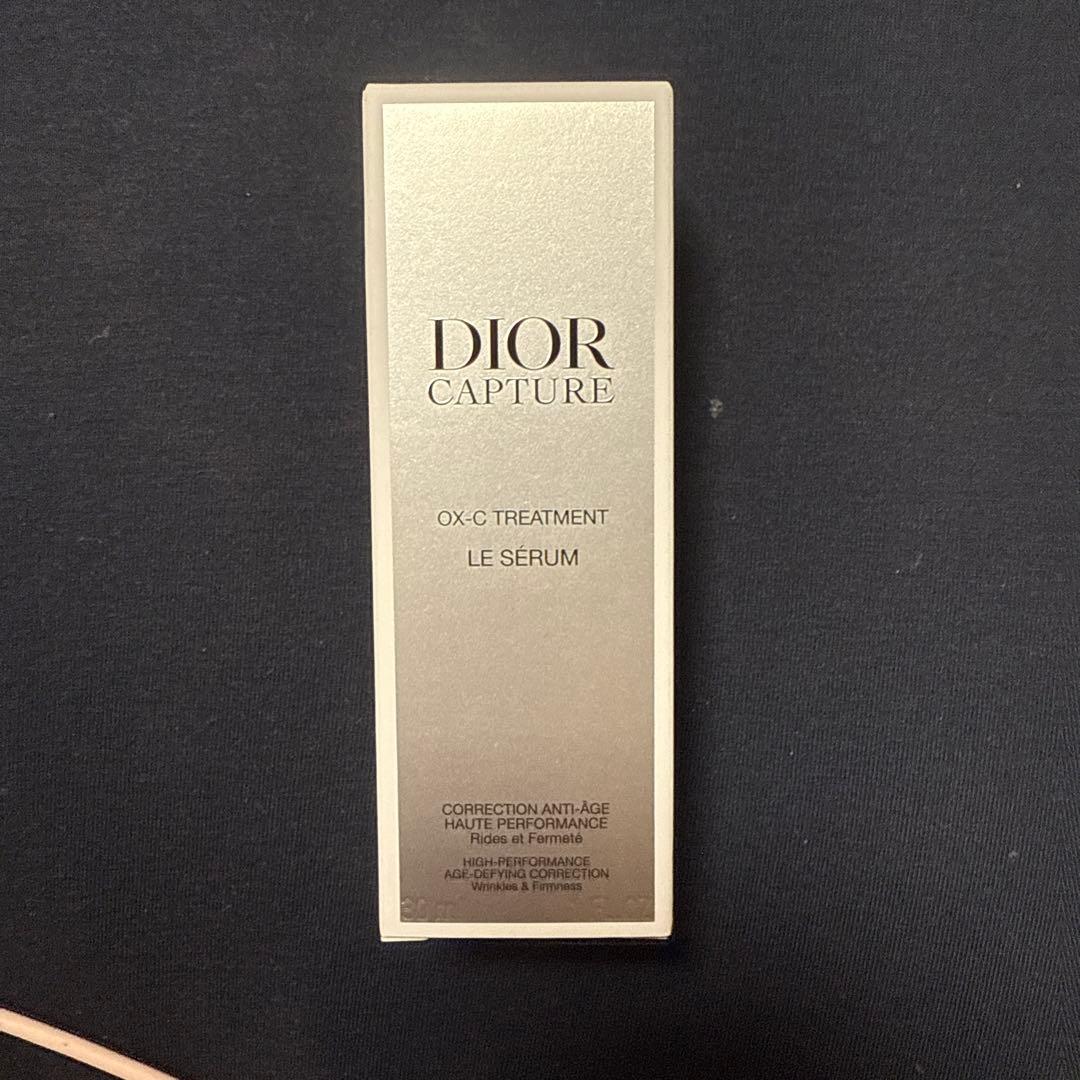 DIOR
CAPTURE
OX-C TREATMENT
LE SÉRUM
CORRECTION ANTI-ÂGE
HAUTE PERFORMANCE
Rides et Fermeté
HIGH-PERFORMANCE
AGE-DEFYING CORRECTION
Wrinkles & Firmness
30 m